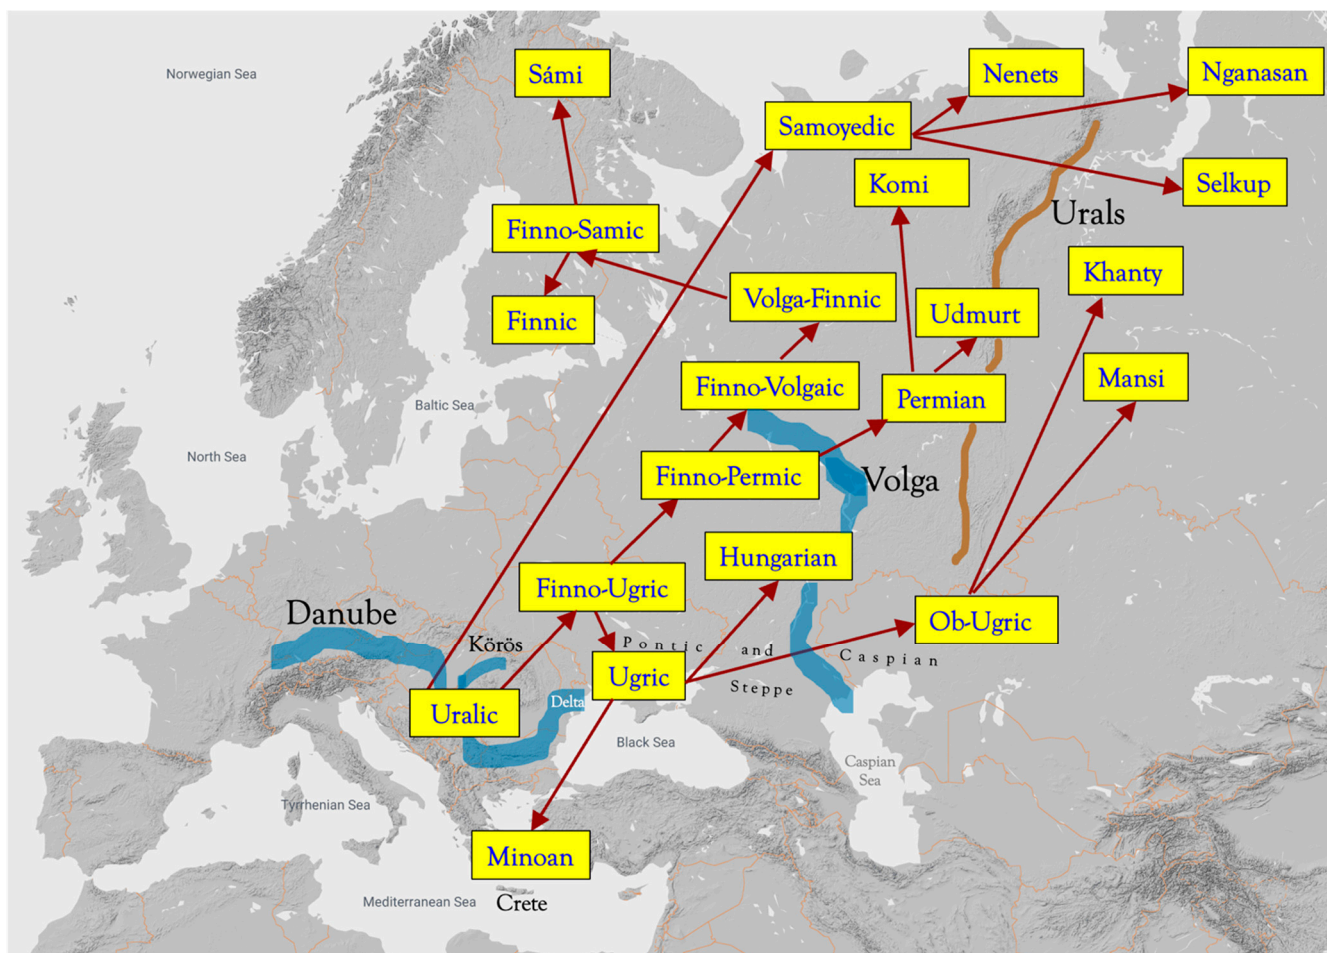 Norwegian Sea
Sámi
Nenets
Nganasan
Samoyedic
Komi
Selkup
Urals
Finno-Samic
Khanty
Volga-Finnic
Udmurt
Finnic
Finno-Volgaic
Mansi
Permian
Baltic Sea
North Sea
Finno-Permic
Volga
Hungarian
Finno-Ugric
Danube
Ob-Ugric
Körös
Pontic and
Caspian
Steppe
Ugric
Delta
Uralic
Black Sea
Caspian
Sea
Tyrrhenian Sea
Minoan
Mediterranean Sea
Crete